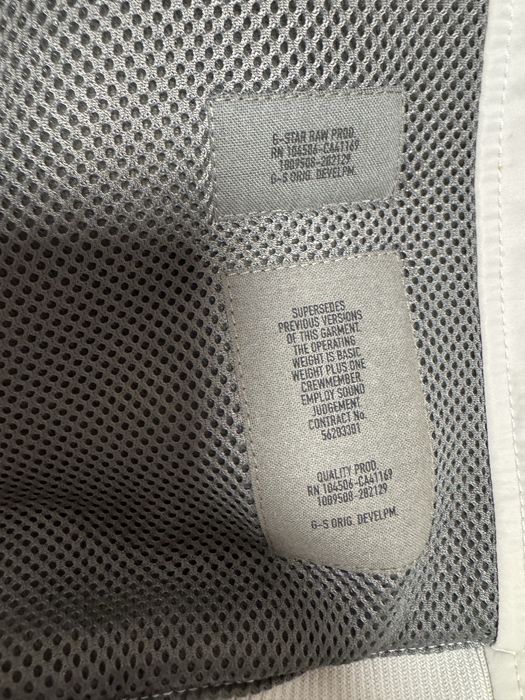 G-STAR RAW PROD.
RN 104506-CA41169
1009508-202129
G-S ORIG. DEVELPM.
SUPERSEDES
PREVIOUS VERSIONS
OF THIS GARMENT.
THE OPERATING
WEIGHT IS BASIC
WEIGHT PLUS ONE
CREWMEMBER.
EMPLOY SOUND
JUDGEMENT.
CONTRACT No.
56203301
QUALITY PROD.
RN 104506-CA41169
1009508-202129
G-S ORIG. DEVELPM.